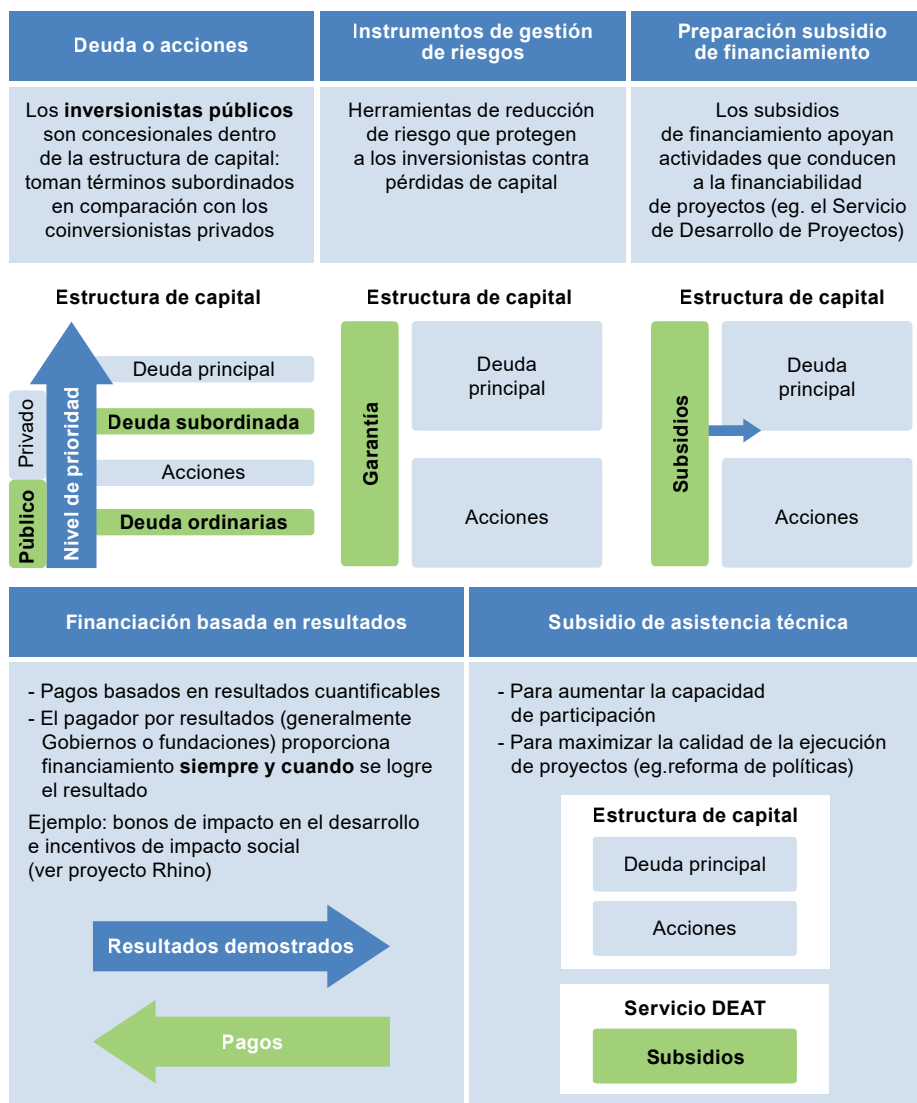 Deuda o acciones
Instrumentos de gestión
de riesgos
Preparación subsidio
de financiamiento
Los inversionistas públicos
son concesionales dentro
de la estructura de capital:
toman términos subordinados
en comparación con los
coinversionistas privados
Herramientas de reducción
de riesgo que protegen
a los inversionistas contra
pérdidas de capital
Los subsidios
de financiamiento apoyan
actividades que conducen
a la financiabilidad
de proyectos (eg. el Servicio
de Desarrollo de Proyectos)
Estructura de capital
Privado
Pùblico
Nivel de prioridad
Deuda principal
Deuda subordinada
Acciones
Deuda ordinarias
Estructura de capital
Garantía
Deuda
principal
Acciones
Estructura de capital
Subsidios
Deuda
principal
Acciones
Financiación basada en resultados
- Pagos basados en resultados cuantificables
- El pagador por resultados (generalmente
Gobiernos o fundaciones) proporciona
financiamiento siempre y cuando se logre
el resultado
Ejemplo: bonos de impacto en el desarrollo
e incentivos de impacto social
(ver proyecto Rhino)
Resultados demostrados
Pagos
Subsidio de asistencia técnica
- Para aumentar la capacidad
de participación
- Para maximizar la calidad de la ejecución
de proyectos (eg.reforma de políticas)
Estructura de capital
Deuda principal
Acciones
Servicio DEAT
Subsidios